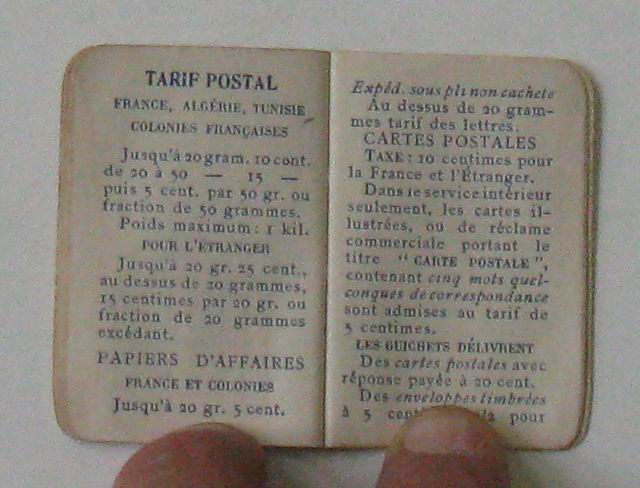 TARIF POSTAL
FRANCE, ALGÉRIE, TUNISIE
COLONIES FRANÇAISES
Jusqu'à 20 gram. 10 cent.
de 20 à 50 — 15 —
puis 5 cent. par 50 gr. ou
fraction de 50 grammes.
Poids maximum : 1 kil.
POUR L'ÉTRANGER
Jusqu'à 20 gr. 25 cent.,
au dessus de 20 grammes,
15 centimes par 20 gr. ou
fraction de 20 grammes
excédant.
PAPIERS D'AFFAIRES
FRANCE ET COLONIES
Jusqu'à 20 gr. 5 cent.
Expéd. sous pli non cacheté
Au dessus de 20 gram-
mes tarif des lettres.
CARTES POSTALES
TAXE : 10 centimes pour
la France et l'Étranger.
Dans le service intérieur
seulement, les cartes il-
lustrées, ou de réclame
commerciale portant le
titre “ CARTE POSTALE ”,
contenant cinq mots quel-
conques de correspondance
sont admises au tarif de
5 centimes.
LES GUICHETS DÉLIVRENT
Des cartes postales avec
réponse payée à 20 cent.
Des enveloppes timbrées
à 5 pour